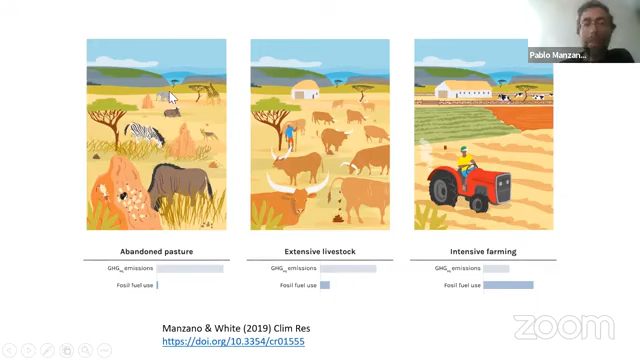 Pablo Manzan...
Abandoned pasture
GHGeq emissions
Fosil fuel use
Extensive livestock
GHGeq emissions
Fosil fuel use
Intensive farming
GHGeq emissions
Fosil fuel use
Manzano & White (2019) Clim Res
https://doi.org/10.3354/cr01555
zoom